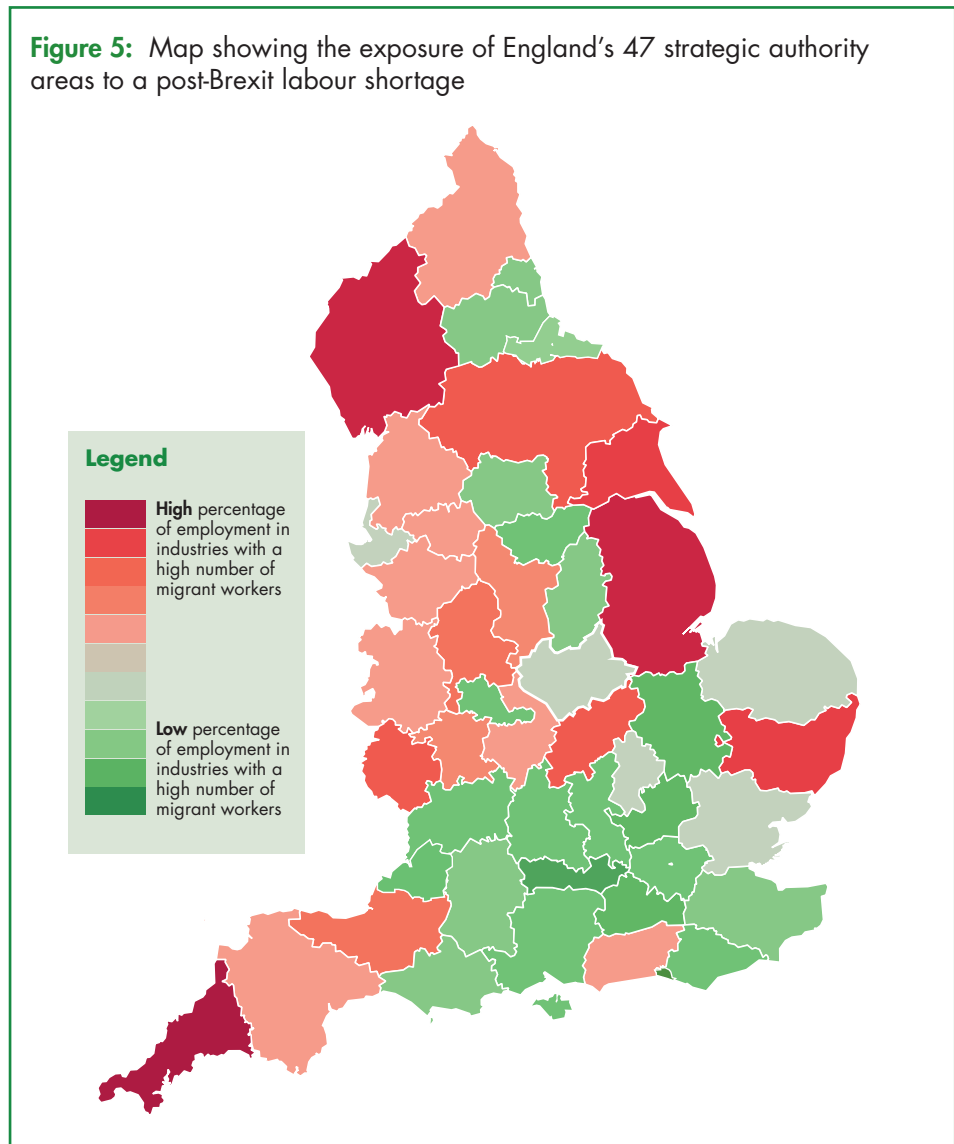 Figure 5: Map showing the exposure of England’s 47 strategic authority
areas to a post-Brexit labour shortage
Legend
High percentage
of employment in
industries with a
high number of
migrant workers
Low percentage
of employment in
industries with a
high number of
migrant workers